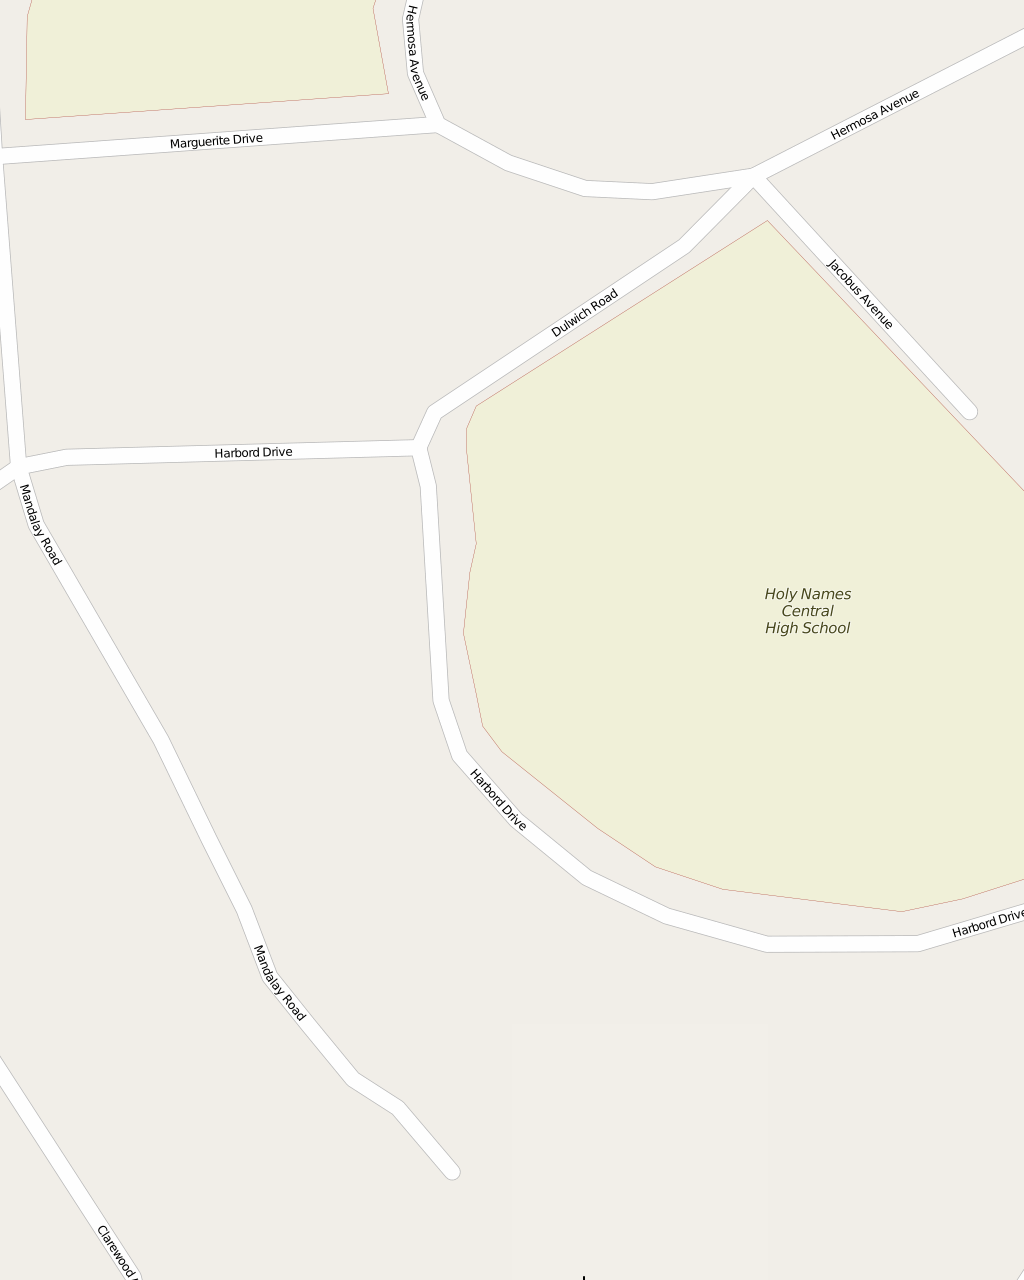 Hermosa Avenue
Hermosa Avenue
Marguerite Drive
Jacobus Avenue
Dulwich Road
Harbord Drive
Mandalay Road
Holy Names
Central
High School
Harbord Drive
Harbord Drive
Mandalay Road
Clarewood